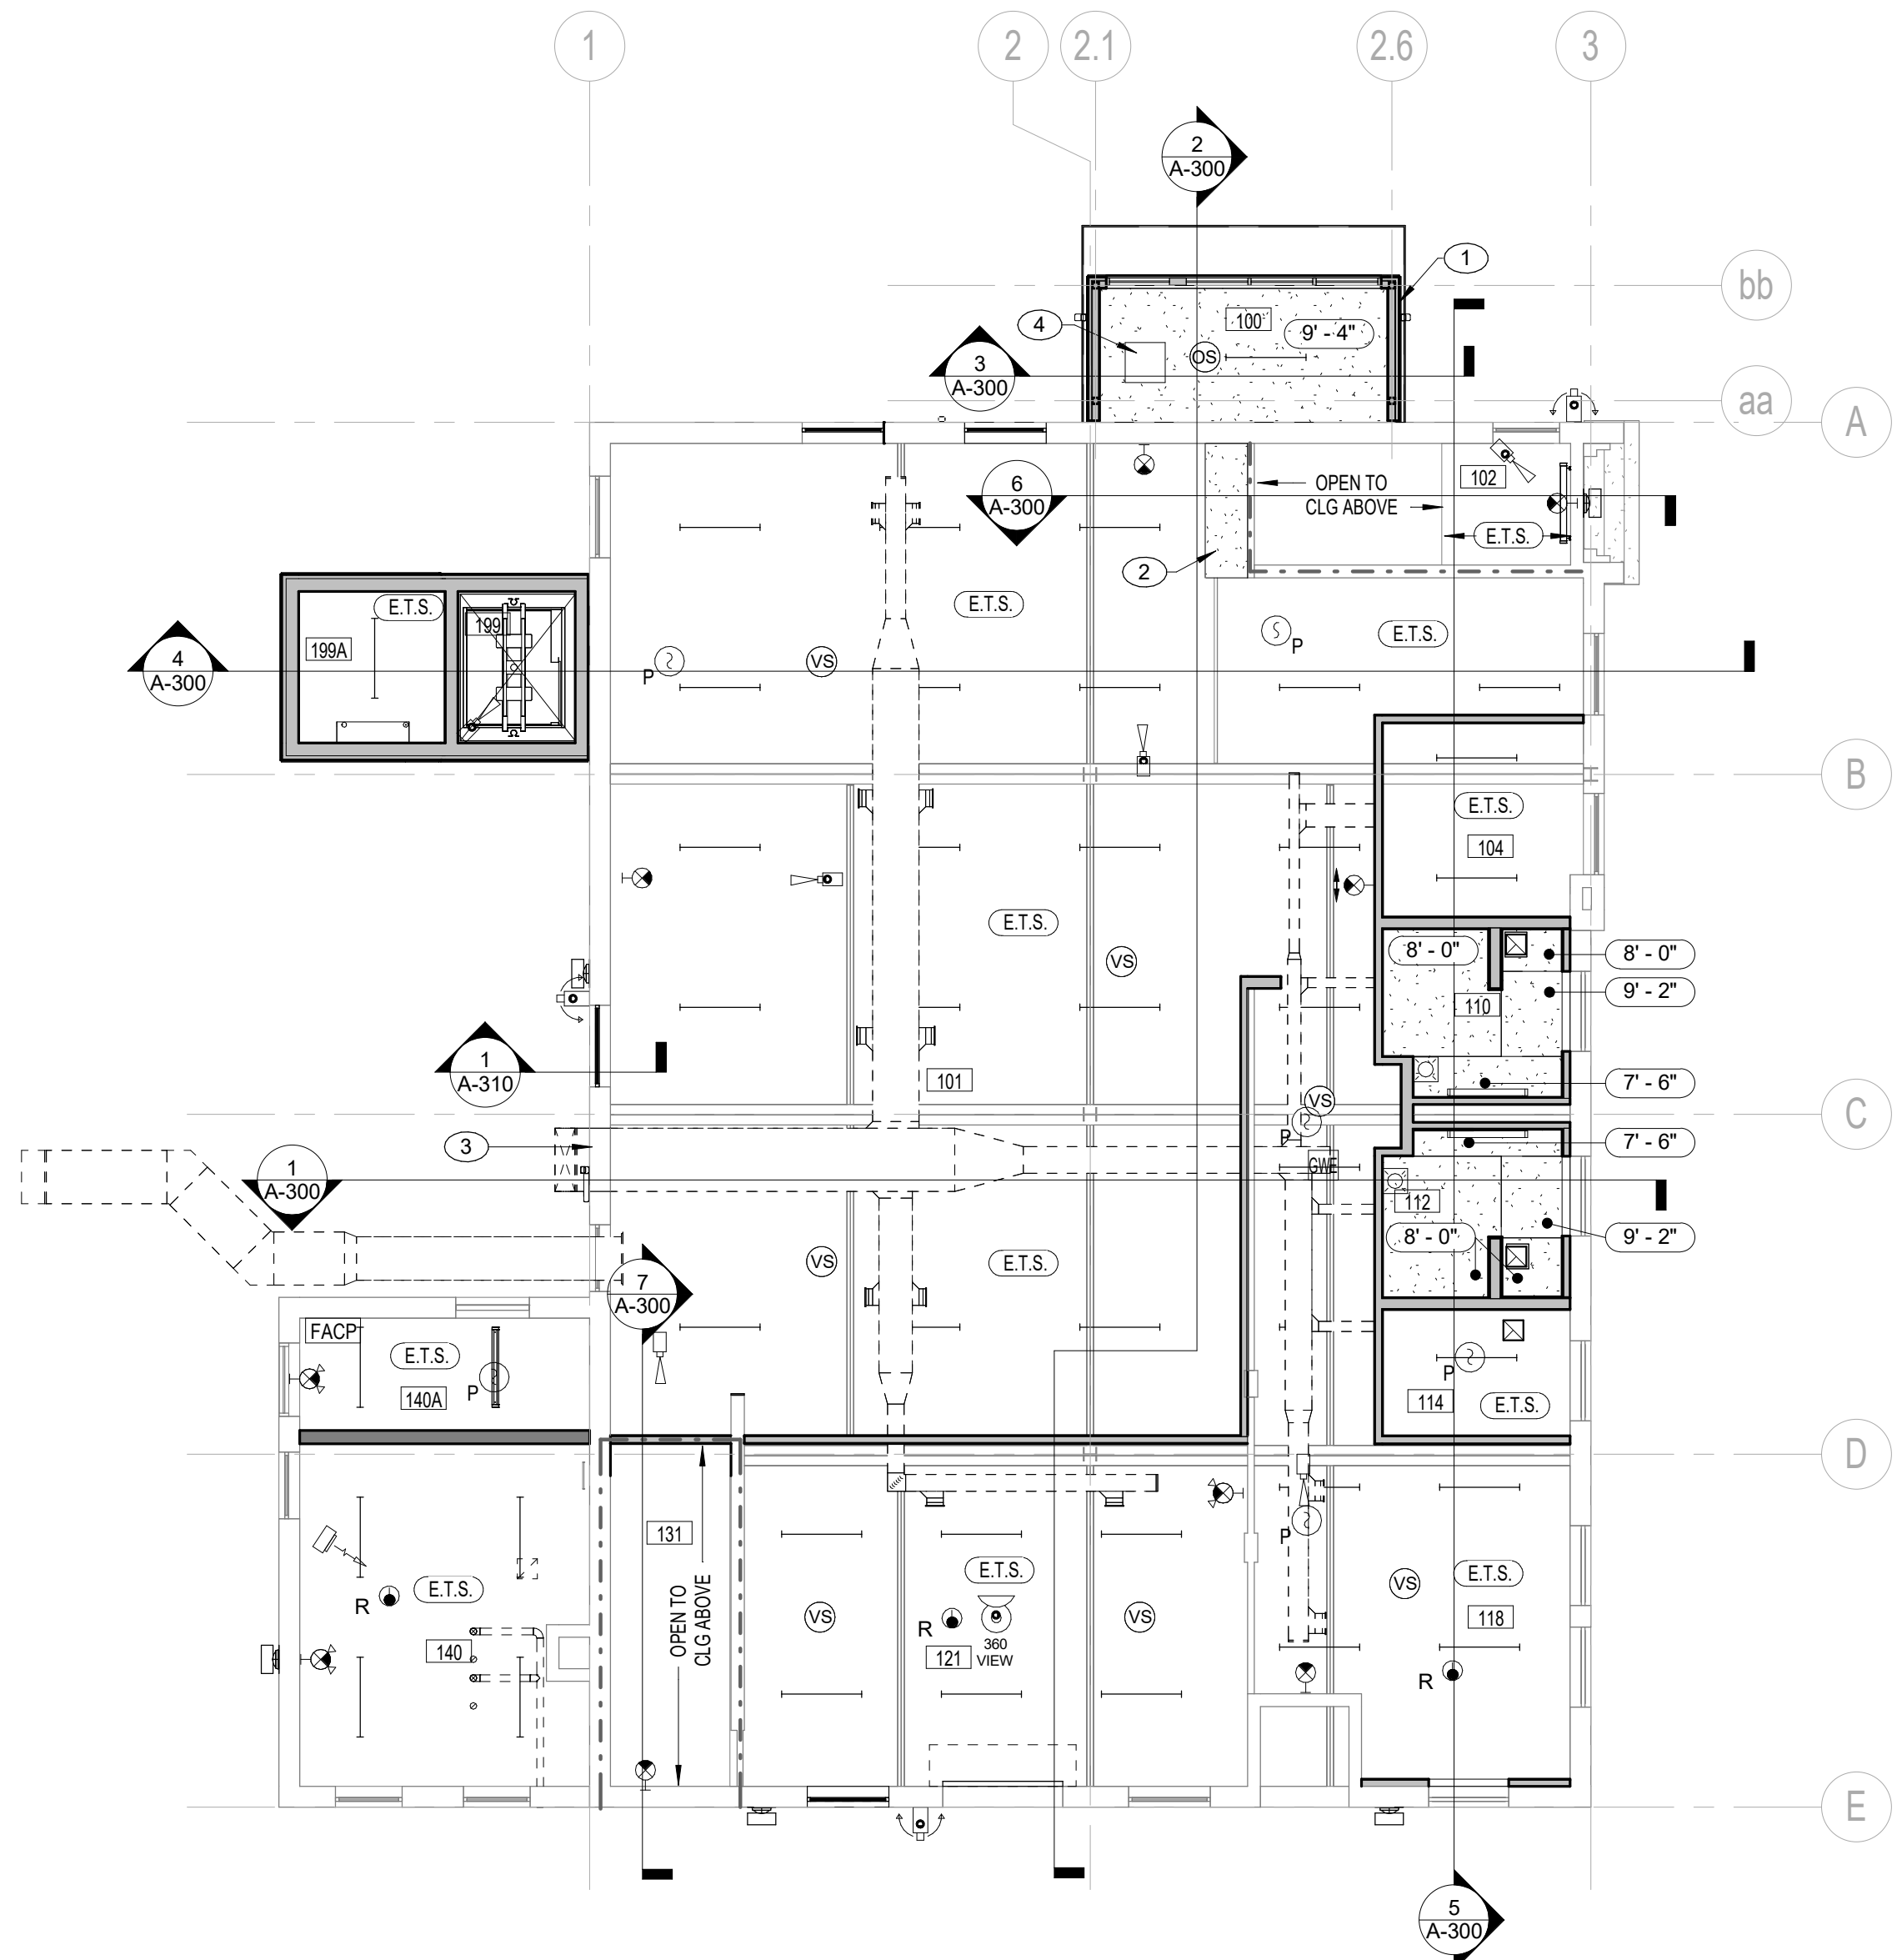 1
2
2.1
2.6
3
2
A-300
1
bb
4
100
9' - 4"
OS
3
A-300
aa
A
6
A-300
OPEN TO
CLG ABOVE
102
E.T.S.
2
E.T.S.
E.T.S.
199
199A
E.T.S.
4
A-300
P
VS
P
E.T.S.
B
104
E.T.S.
VS
8' - 0"
8' - 0"
9' - 2"
110
1
A-310
101
7' - 6"
VS
C
P
3
7' - 6"
GWE
1
A-300
112
8' - 0"
9' - 2"
VS
E.T.S.
7
A-300
FACP
E.T.S.
140A
P
P
114
E.T.S.
D
131
P
OPEN TO
CLG ABOVE
E.T.S.
R
140
VS
E.T.S.
R
121
360
VIEW
VS
VS
E.T.S.
118
R
E
5
A-300